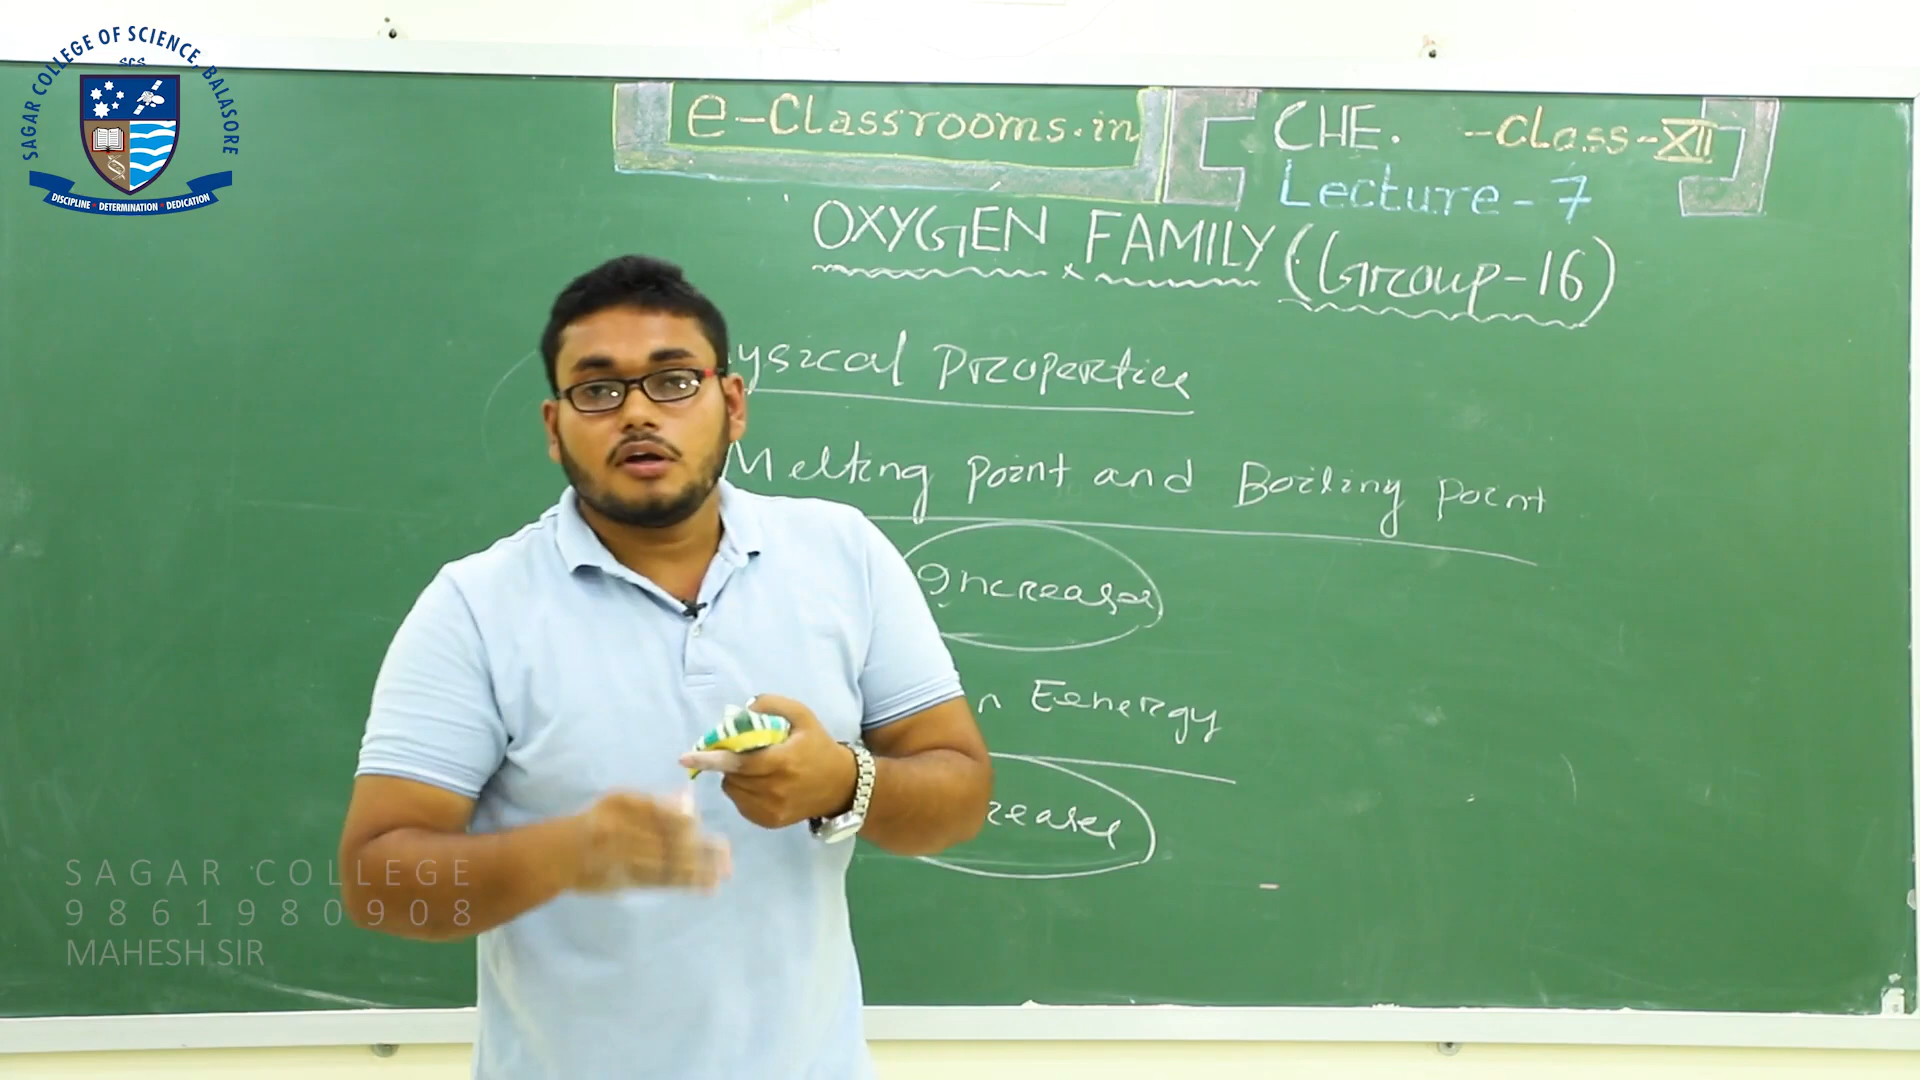 SAGAR COLLEGE OF SCIENCE, BALASORE
SCS
DISCIPLINE * DETERMINATION * DEDICATION
e-Classrooms.in
CHE. -Class-XII
Lecture-7
OXYGEN FAMILY (Group-16)
ysical Properties
Melting point and Boiling point
Increases
n Eenergy
reases
SAGAR COLLEGE
9861980908
MAHESH SIR